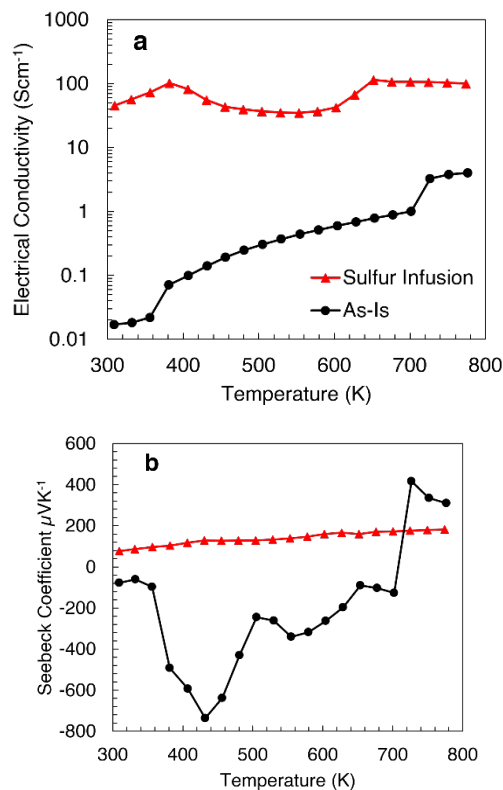 a
Electrical Conductivity (Scm⁻¹)
1000
100
10
1
0.1
0.01
Sulfur Infusion
As-Is
300 400 500 600 700 800
Temperature (K)
b
Seebeck Coefficient µVK⁻¹
600
400
200
0
-200
-400
-600
-800
300 400 500 600 700 800
Temperature (K)